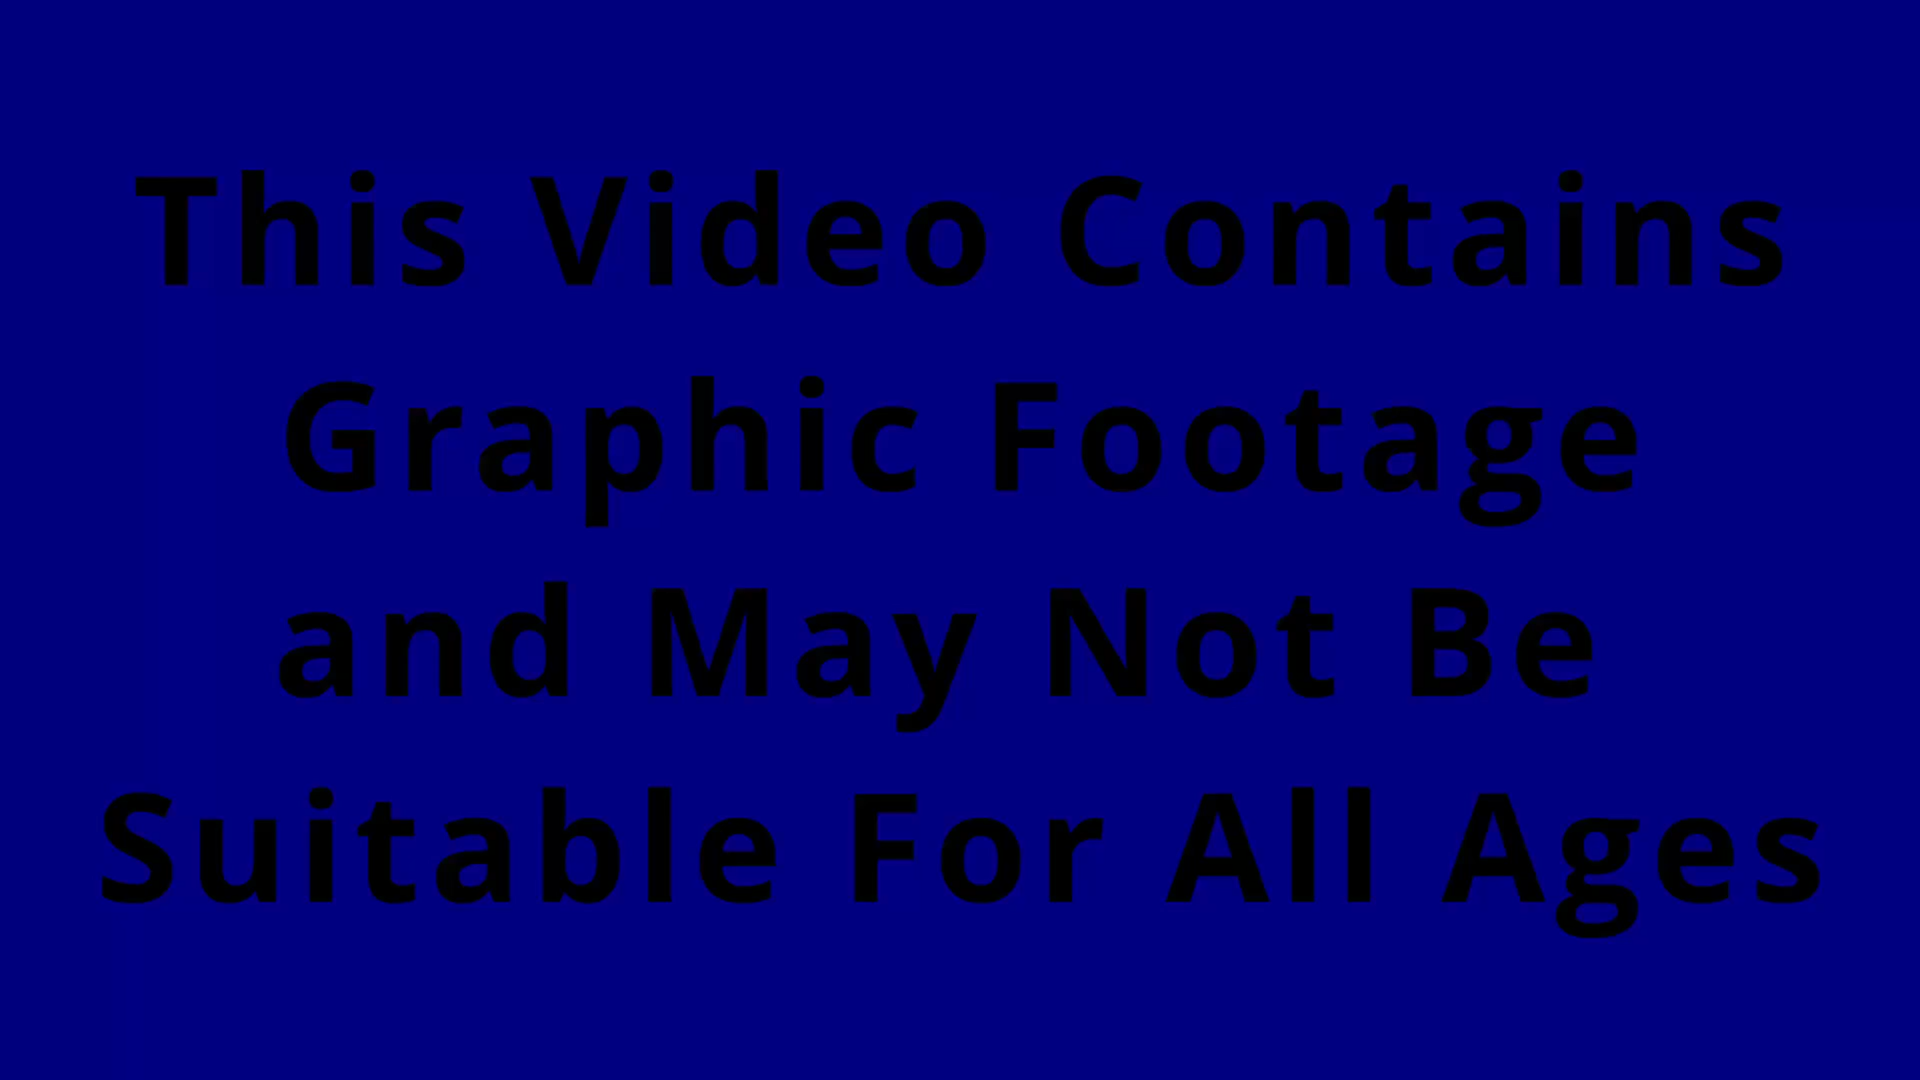 This Video Contains
Graphic Footage
and May Not Be
Suitable For All Ages